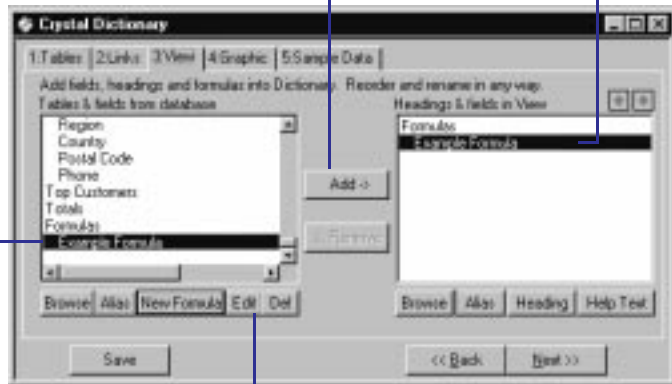 Crystal Dictionary
1:Tables 2:Links 3:View 4:Graphic 5:Sample Data
Add fields, headings and formulas into Dictionary. Reorder and rename in any way.
Tables & fields from database
Headings & fields in View
Region
Country
Postal Code
Phone
Top Customers
Totals
Formulas
Example Formula
Formulas
Example Formula
Add ->
<- Remove
Browse Alias New Formula Edit Del
Browse Alias Heading Help Text
Save << Back Next >>